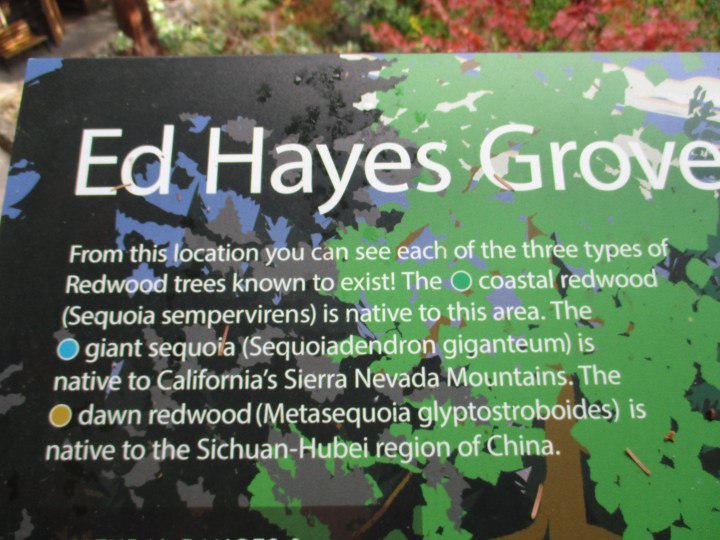 Ed Hayes Grove
From this location you can see each of the three types of
Redwood trees known to exist! The coastal redwood
(Sequoia sempervirens) is native to this area. The
giant sequoia (Sequoiadendron giganteum) is
native to California's Sierra Nevada Mountains. The
dawn redwood (Metasequoia glyptostroboides) is
native to the Sichuan-Hubei region of China.